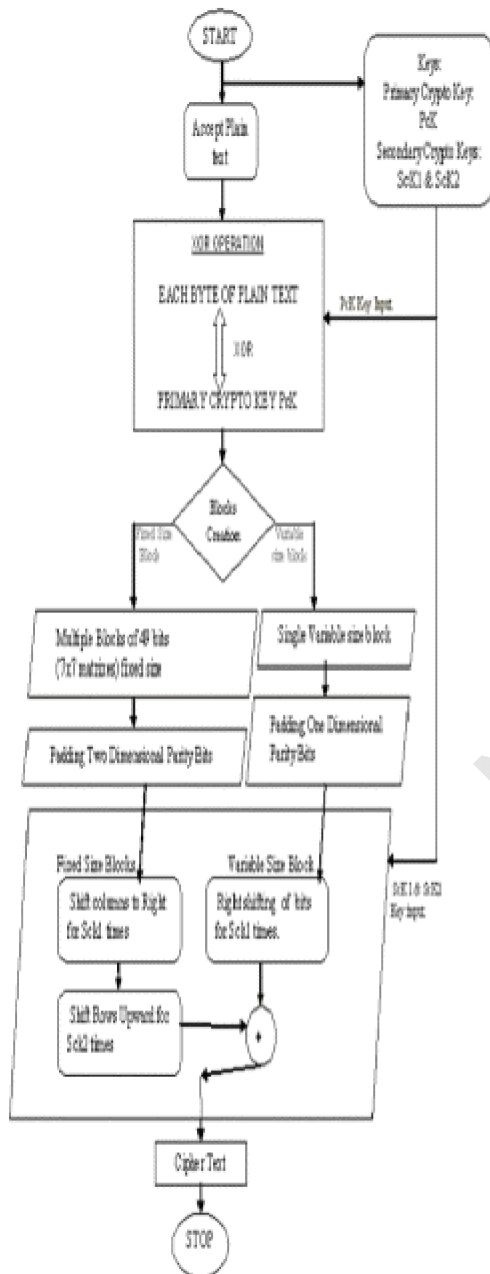 START
Keys:
Primary Crypto Key:
PcK
Secondary Crypto Keys:
ScK1 & ScK2
Accept Plain
text
XOR OPERATION
EACH BYTE OF PLAIN TEXT
XOR
PRIMARY CRYPTO KEY PcK
PcK Key Input
Blocks
Creation
Fixed Size
Block
Variable
size block
Multiple Blocks of 49 bits
(7x7 matrixes) fixed size
Single Variable size block
Padding Two Dimensional Parity Bits
Padding One Dimensional
Parity Bits
Fixed Size Blocks
Variable Size Block
Shift columns to Right
for Sck1 times
Right shifting of bits
for Sck1 times.
ScK1 & ScK2
Key input
Shift Rows Upward for
Sck2 times
+
Cipher Text
STOP